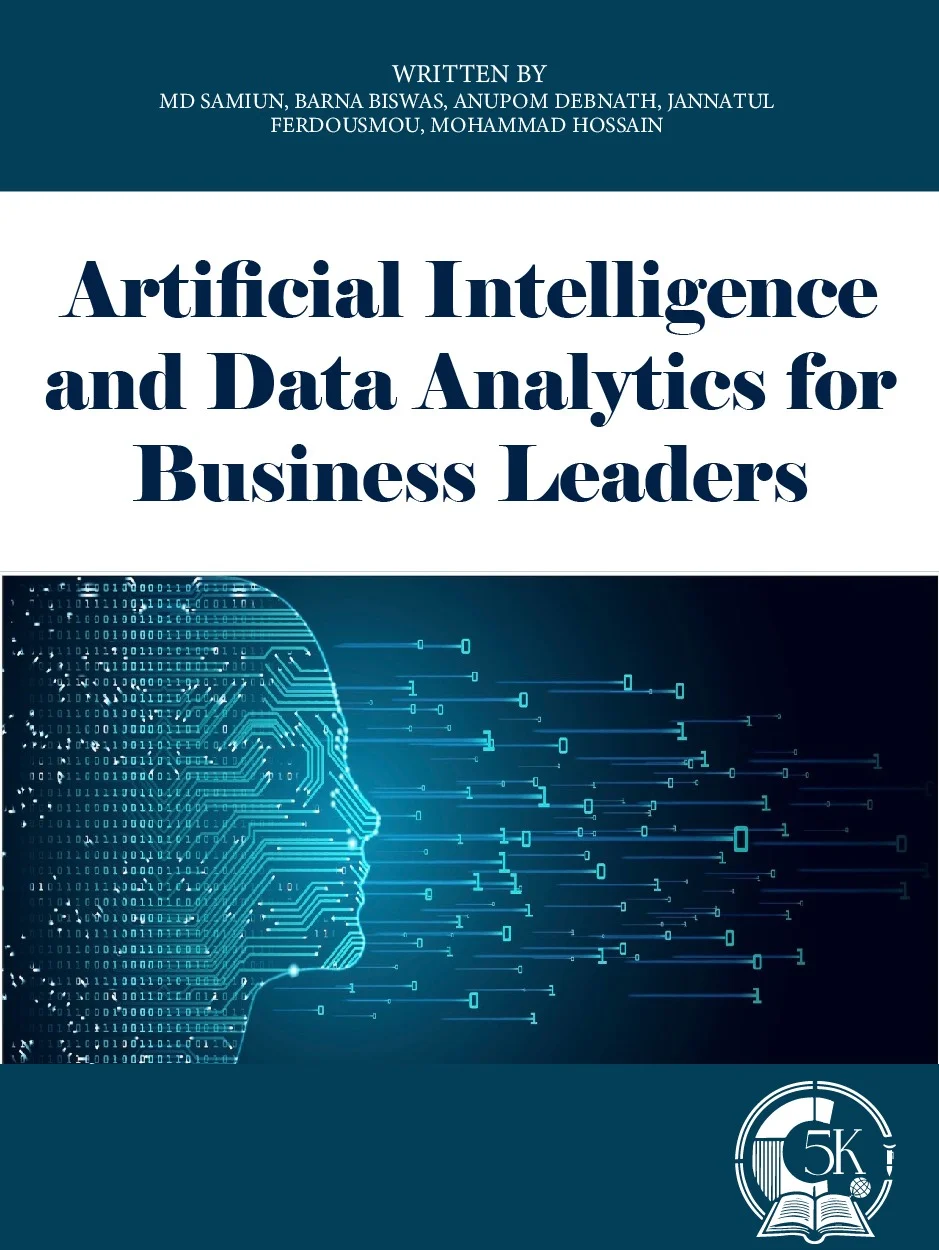 WRITTEN BY
MD SAMIUN, BARNA BISWAS, ANUPOM DEBNATH, JANNATUL
FERDOUSMOU, MOHAMMAD HOSSAIN
Artificial Intelligence
and Data Analytics for
Business Leaders
5K